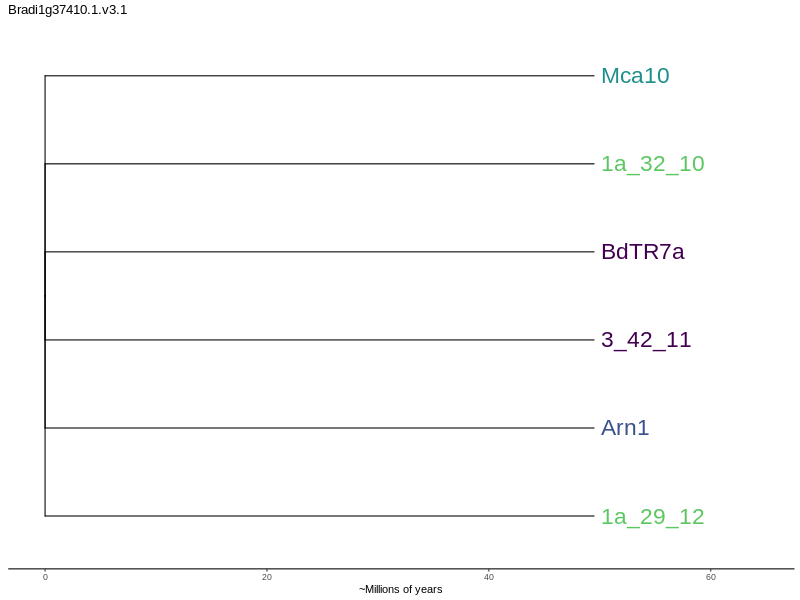 Bradi1g37410.1.v3.1
Mca10
1a_32_10
BdTR7a
3_42_11
Arn1
1a_29_12
0 20 40 60
~Millions of years